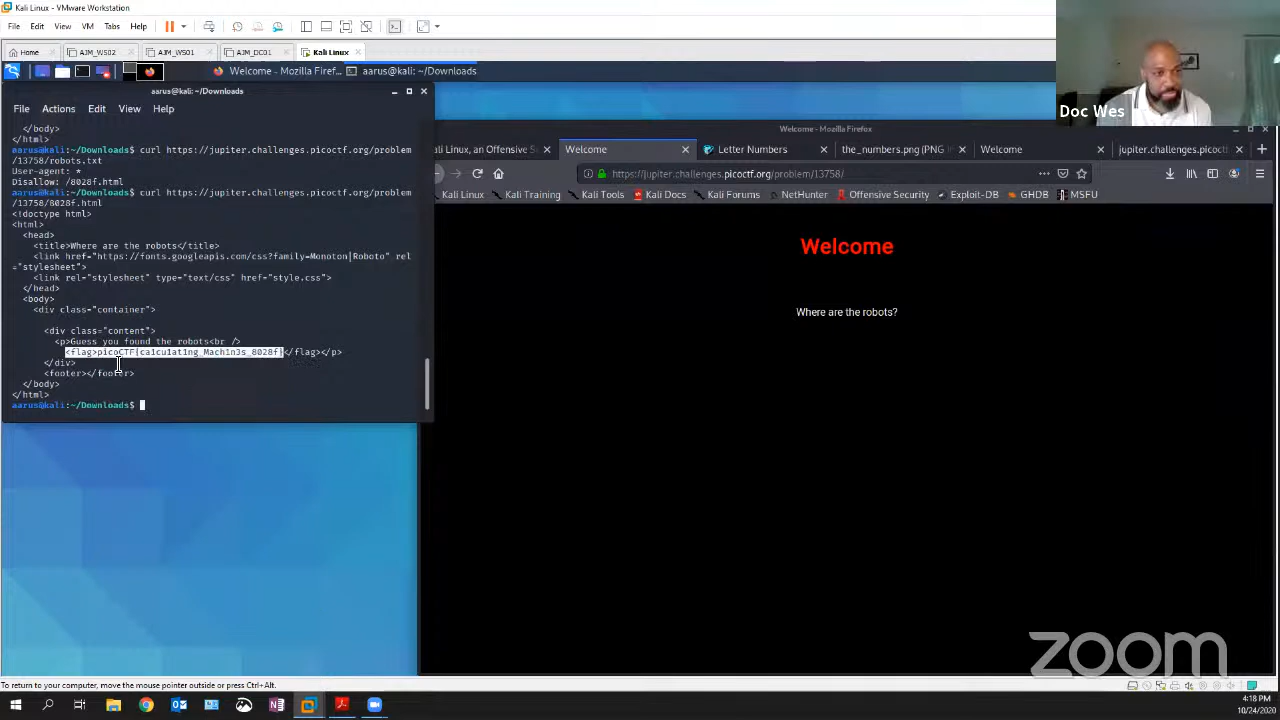 Kali Linux - VMware Workstation
File Edit View VM Tabs Help
Home AJM_WS02 AJM_WS01 AJM_DC01 Kali Linux
Welcome - Mozilla Firef... aarus@kali: ~/Downloads
aarus@kali: ~/Downloads
File Actions Edit View Help
</body>
</html>
aarus@kali:~/Downloads$ curl https://jupiter.challenges.picoctf.org/problem
/13758/robots.txt
User-agent: *
Disallow: /8028f.html
aarus@kali:~/Downloads$ curl https://jupiter.challenges.picoctf.org/problem
/13758/8028f.html
<!doctype html>
<html>
<head>
<title>Where are the robots</title>
<link href="https://fonts.googleapis.com/css?family=Monoton|Roboto" rel
="stylesheet">
<link rel="stylesheet" type="text/css" href="style.css">
</head>
<body>
<div class="container">
<div class="content">
<p>Guess you found the robots<br />
<flag>picoCTF{ca1cu1at1ng_Mach1n3s_8028f}</flag></p>
</div>
<footer></footer>
</body>
</html>
aarus@kali:~/Downloads$
Welcome - Mozilla Firefox
ali Linux, an Offensive S Welcome Letter Numbers the_numbers.png (PNG I Welcome jupiter.challenges.picoct
https://jupiter.challenges.picoctf.org/problem/13758/
Kali Linux Kali Training Kali Tools Kali Docs Kali Forums NetHunter Offensive Security Exploit-DB GHDB MSFU
Welcome
Where are the robots?
Doc Wes
zoom
To return to your computer, move the mouse pointer outside or press Ctrl+Alt.
4:18 PM
10/24/2020